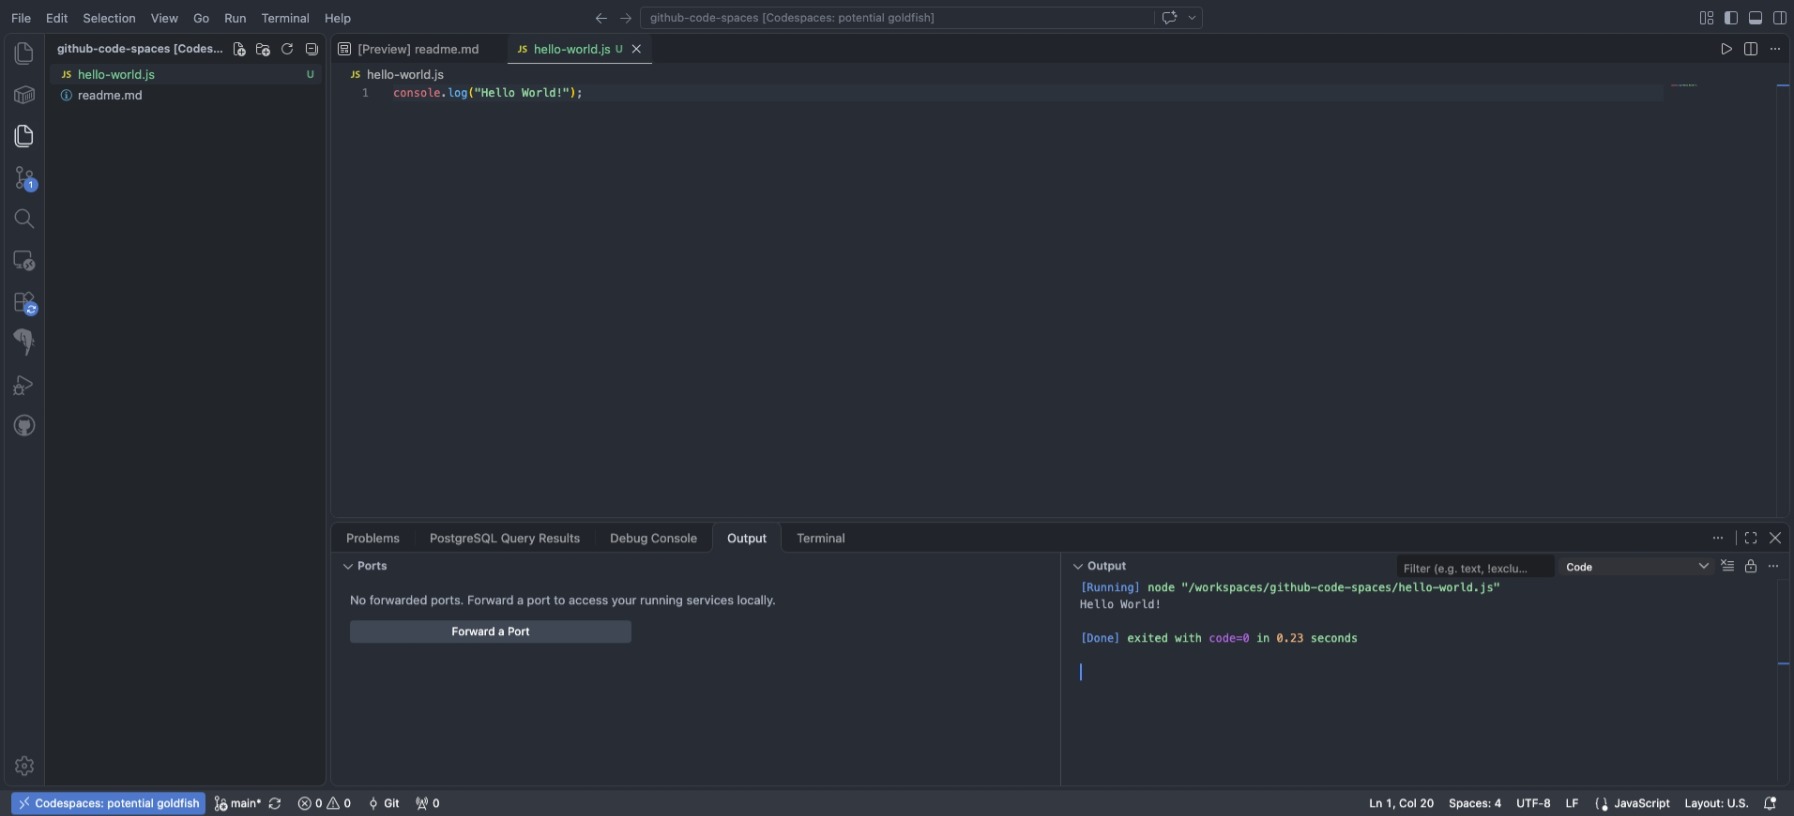 File Edit Selection View Go Run Terminal Help
github-code-spaces [Codespaces: potential goldfish]
github-code-spaces [Codes...
[Preview] readme.md
JS hello-world.js U
JS hello-world.js U
readme.md
JS hello-world.js
1 console.log("Hello World!");
1
Problems PostgreSQL Query Results Debug Console Output Terminal
Ports
No forwarded ports. Forward a port to access your running services locally.
Forward a Port
Output
Filter (e.g. text, !exclu...
Code
[Running] node "/workspaces/github-code-spaces/hello-world.js"
Hello World!
[Done] exited with code=0 in 0.23 seconds
Codespaces: potential goldfish main* 0 0 Git 0
Ln 1, Col 20 Spaces: 4 UTF-8 LF JavaScript Layout: U.S.